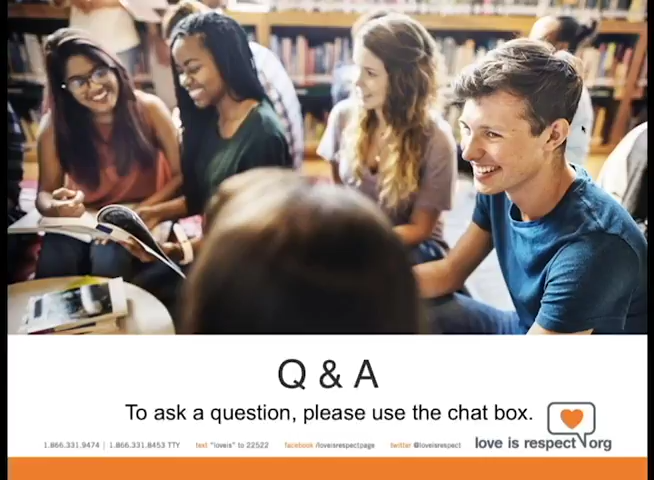 Q & A
To ask a question, please use the chat box.
1.866.331.9474 | 1.866.331.8453 TTY text "loveis" to 22522 facebook /loveisrespectpage twitter @loveisrespect love is respect org